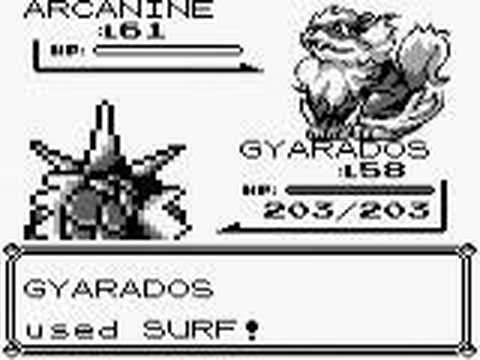 ARCANINE
:L61
HP:
GYARADOS
:L58
HP:
203/203
GYARADOS
used SURF!